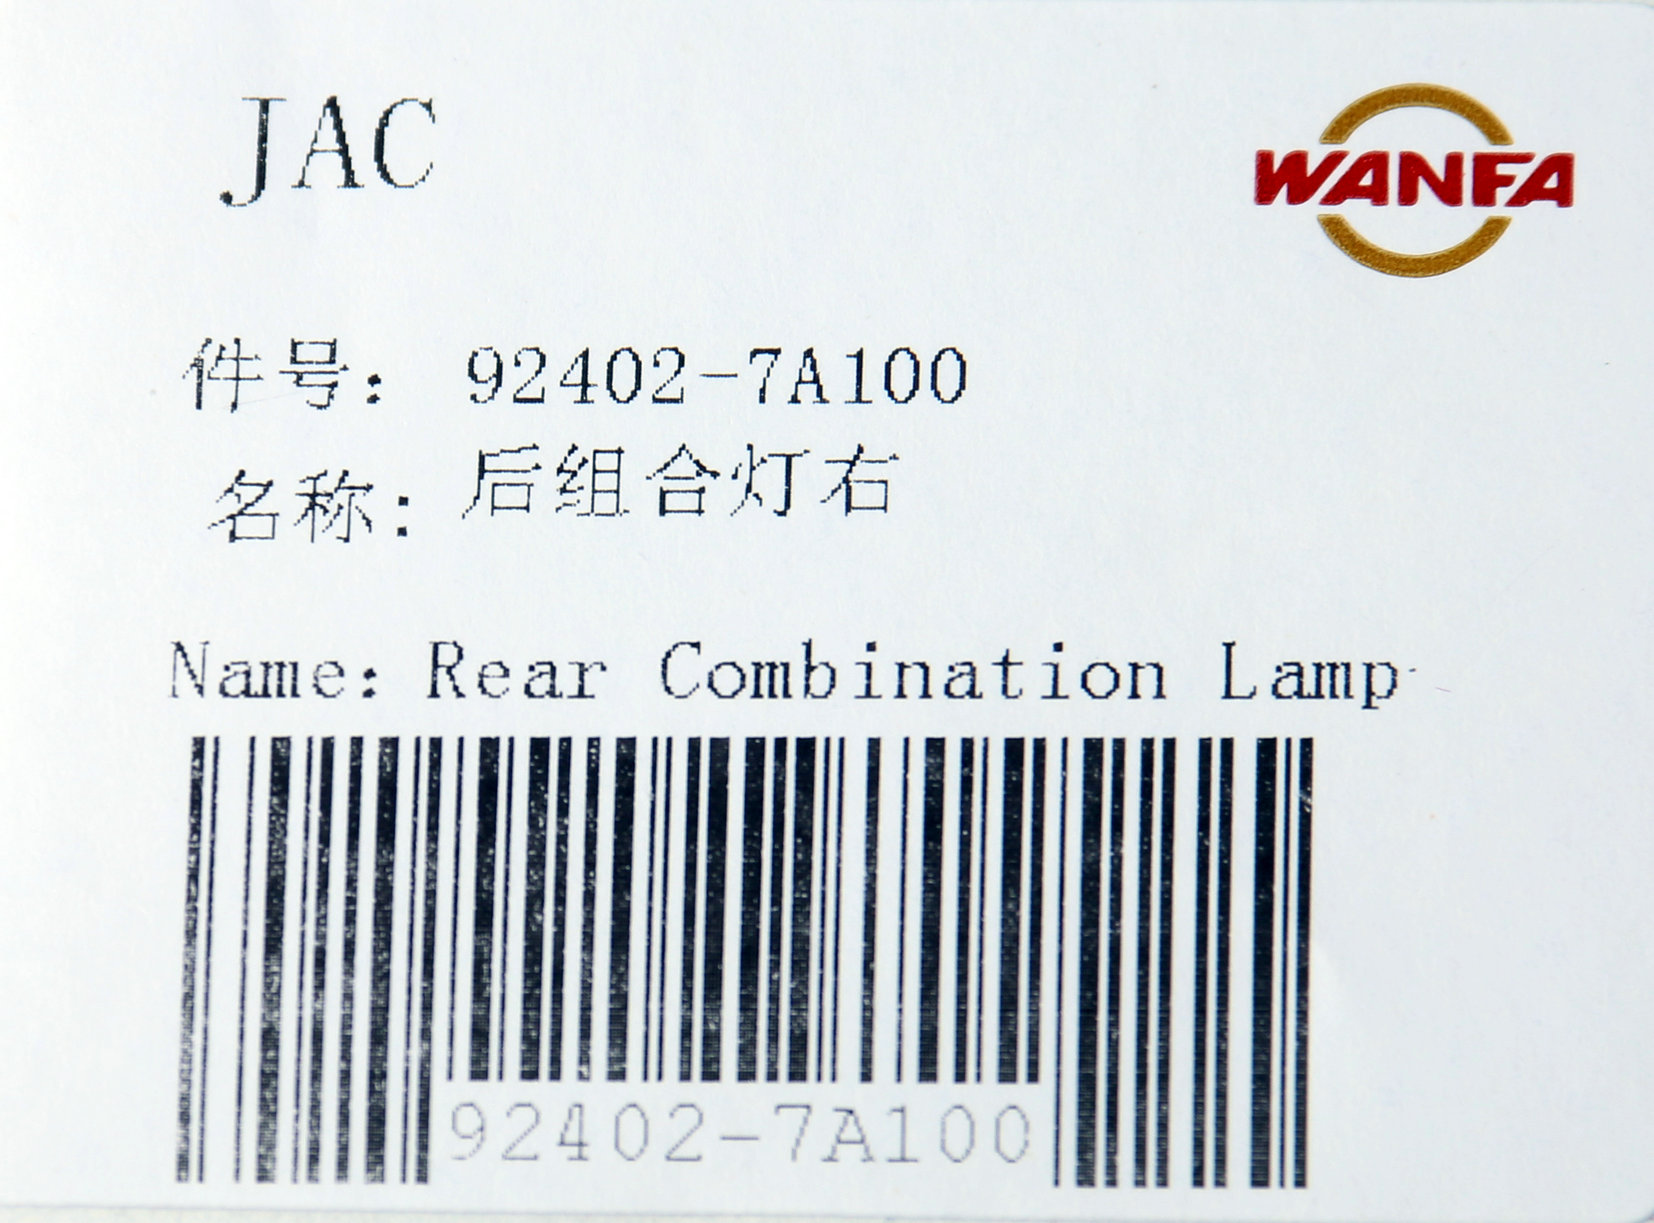 JAC
WANFA
件号： 92402-7A100
名称： 后组合灯右
Name: Rear Combination Lamp
92402-7A100